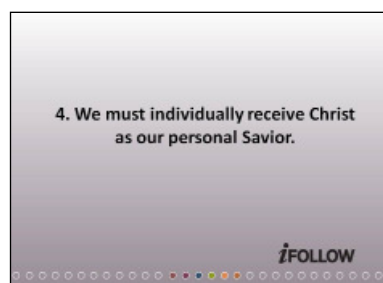 4. We must individually receive Christ
as our personal Savior.
iFOLLOW